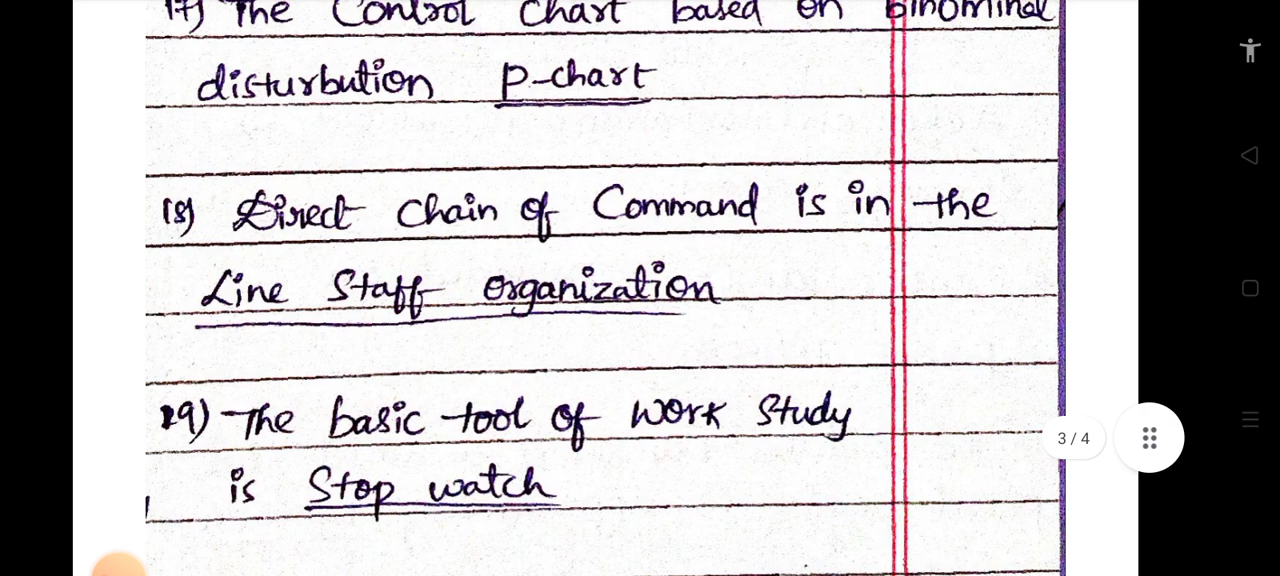 17) The Control Chart based on binominal
disturbution p-chart
18) Direct Chain of Command is in the
Line Staff organization
19) The basic tool of work study
is Stop watch
3 / 4